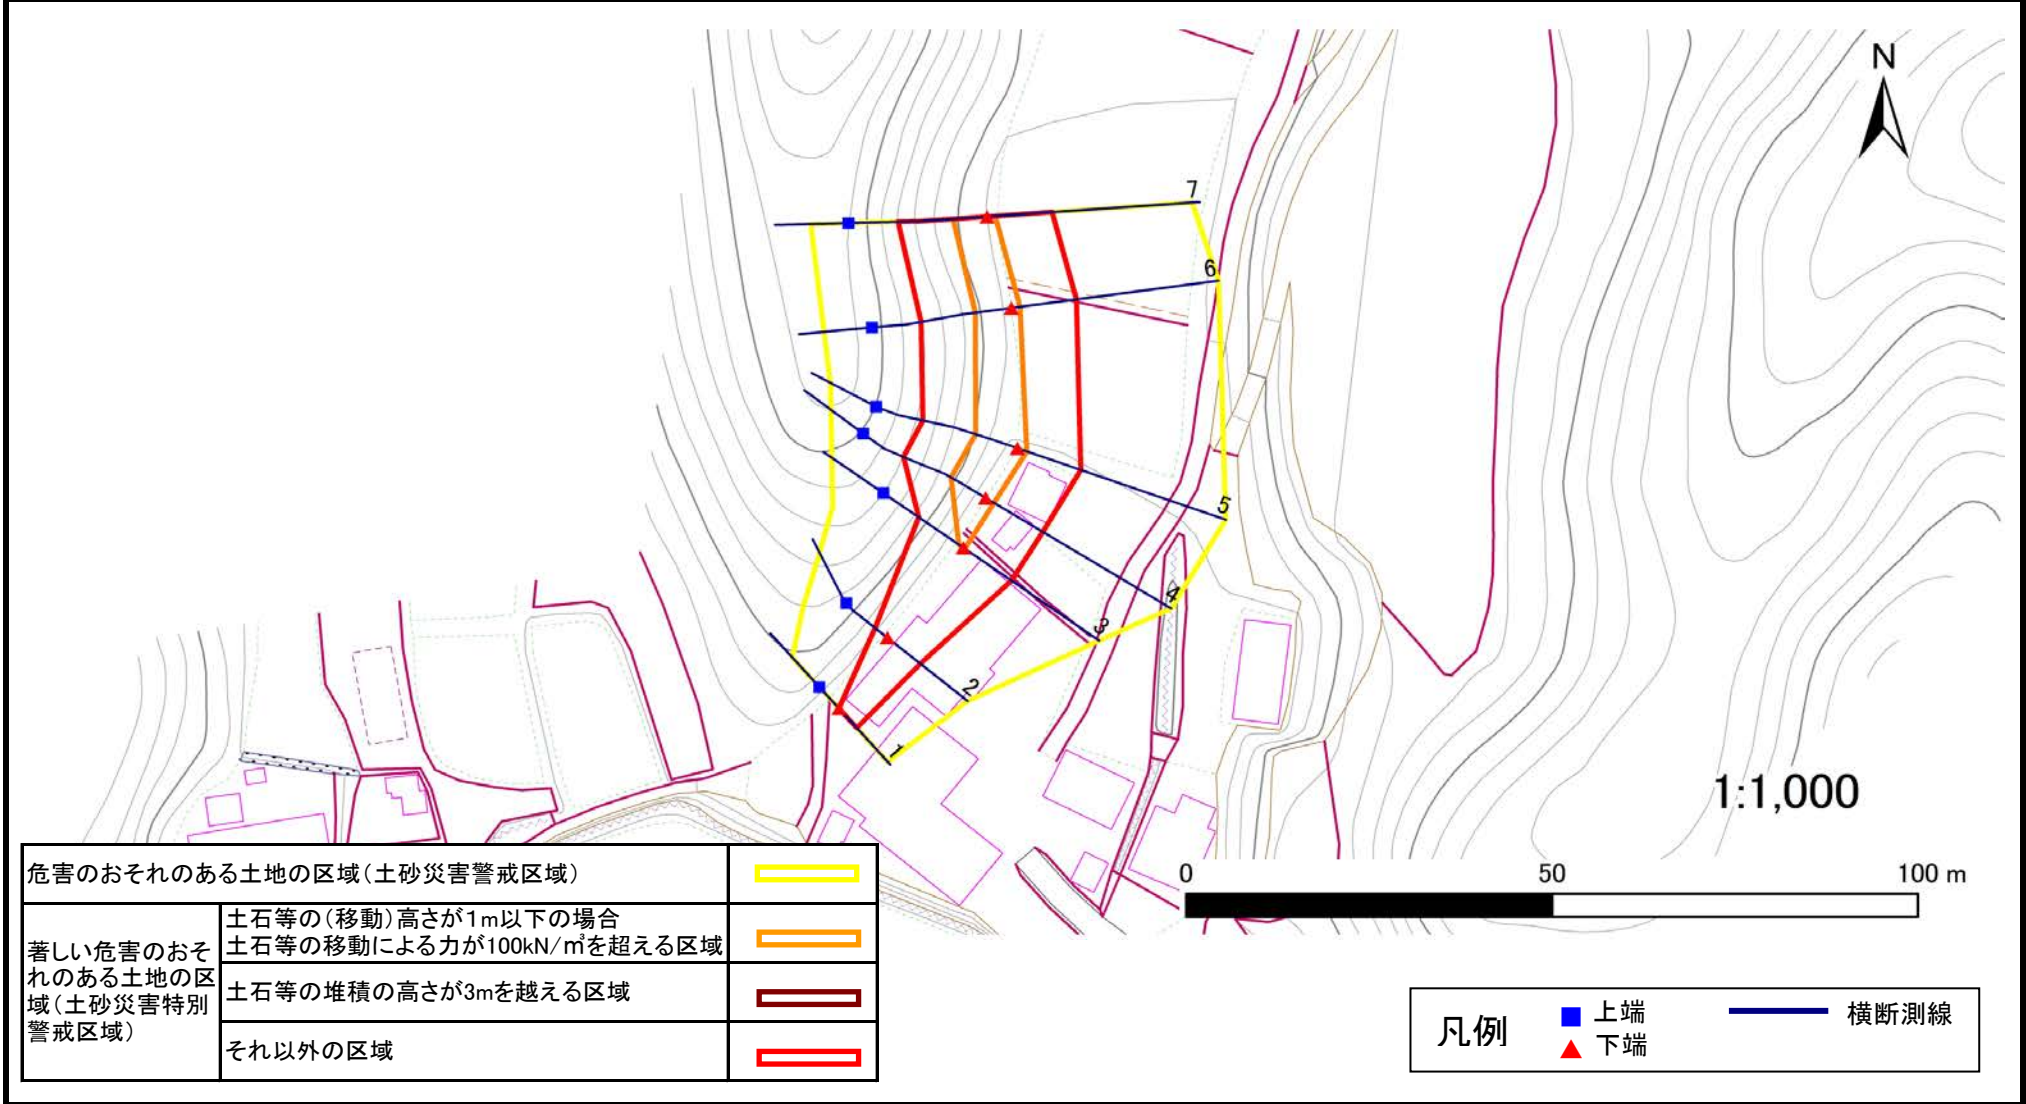 N
7
6
5
4
3
2
1
1:1,000
0 50 100 m
危害のおそれのある土地の区域(土砂災害警戒区域)
著しい危害のおそ
れのある土地の区
域(土砂災害特別
警戒区域)
土石等の(移動)高さが1m以下の場合
土石等の移動による力が100kN/㎡を超える区域
土石等の堆積の高さが3mを越える区域
それ以外の区域
凡例
上端
下端
横断測線